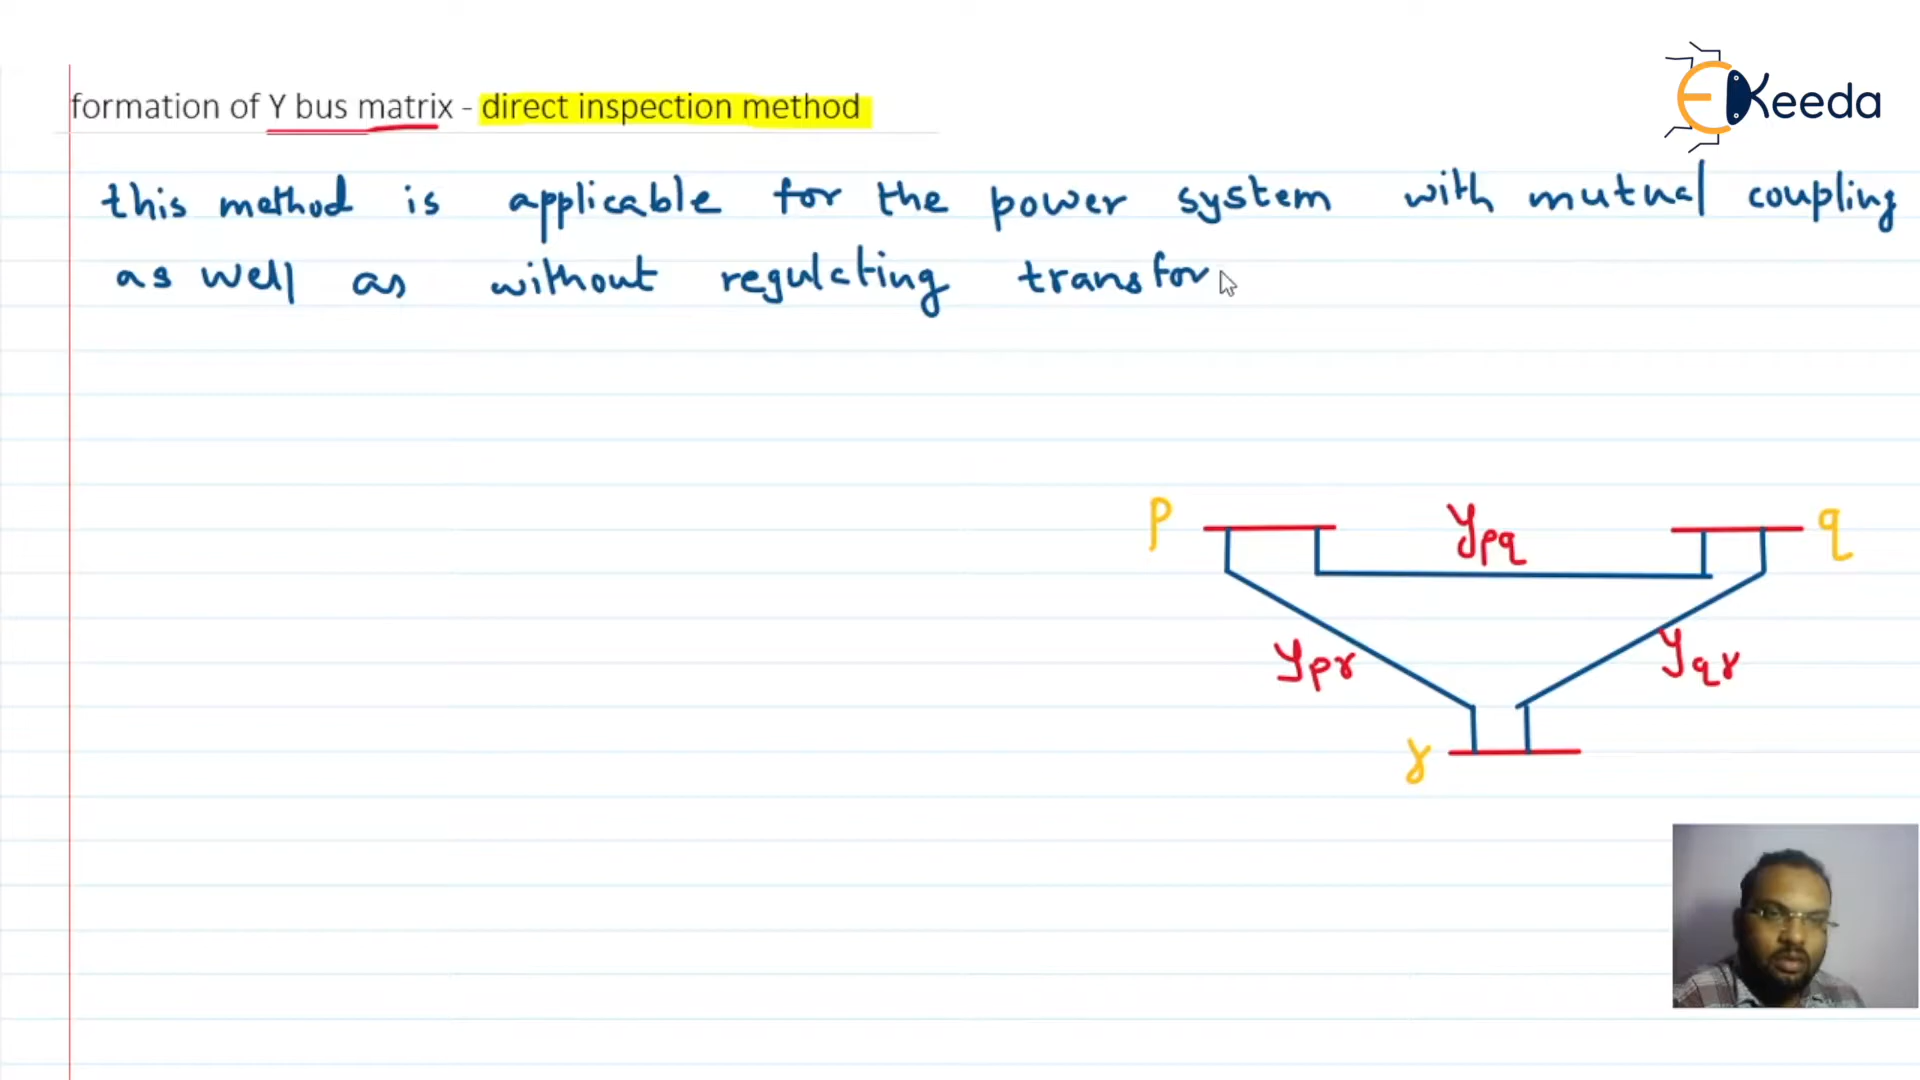 EKeeda
formation of Y bus matrix - direct inspection method
this method is applicable for the power system with mutual coupling
as well as without regulating transfor
p
ypq
q
ypr
yqr
r